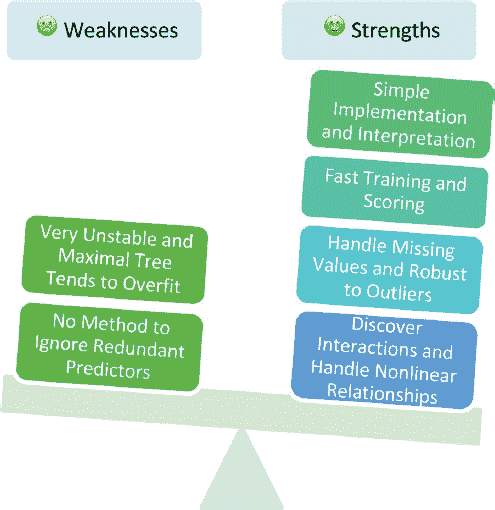 Weaknesses
Strengths
Simple
Implementation
and Interpretation
Fast Training and
Scoring
Very Unstable and
Maximal Tree
Tends to Overfit
Handle Missing
Values and Robust
to Outliers
No Method to
Ignore Redundant
Predictors
Discover
Interactions and
Handle Nonlinear
Relationships